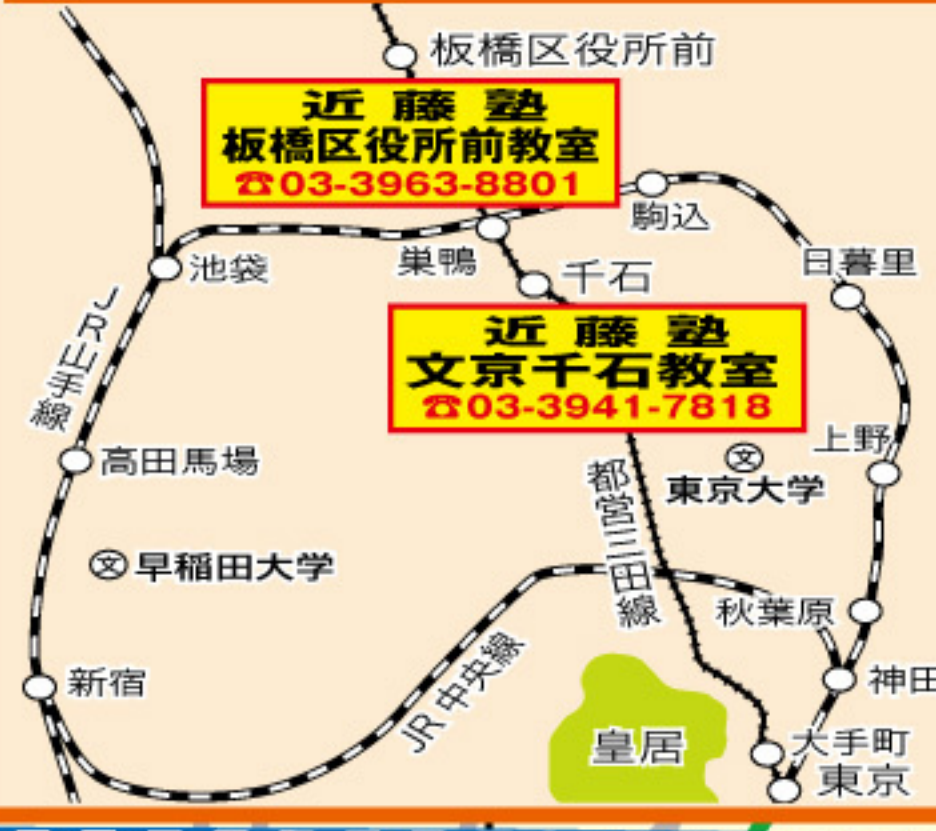 板橋区役所前
近藤塾
板橋区役所前教室
☎03-3963-8801
駒込
巣鴨
池袋
千石
日暮里
JR山手線
近藤塾
文京千石教室
☎03-3941-7818
上野
高田馬場
文
東京大学
都営三田線
文
早稲田大学
秋葉原
新宿
神田
JR中央線
皇居
大手町
東京